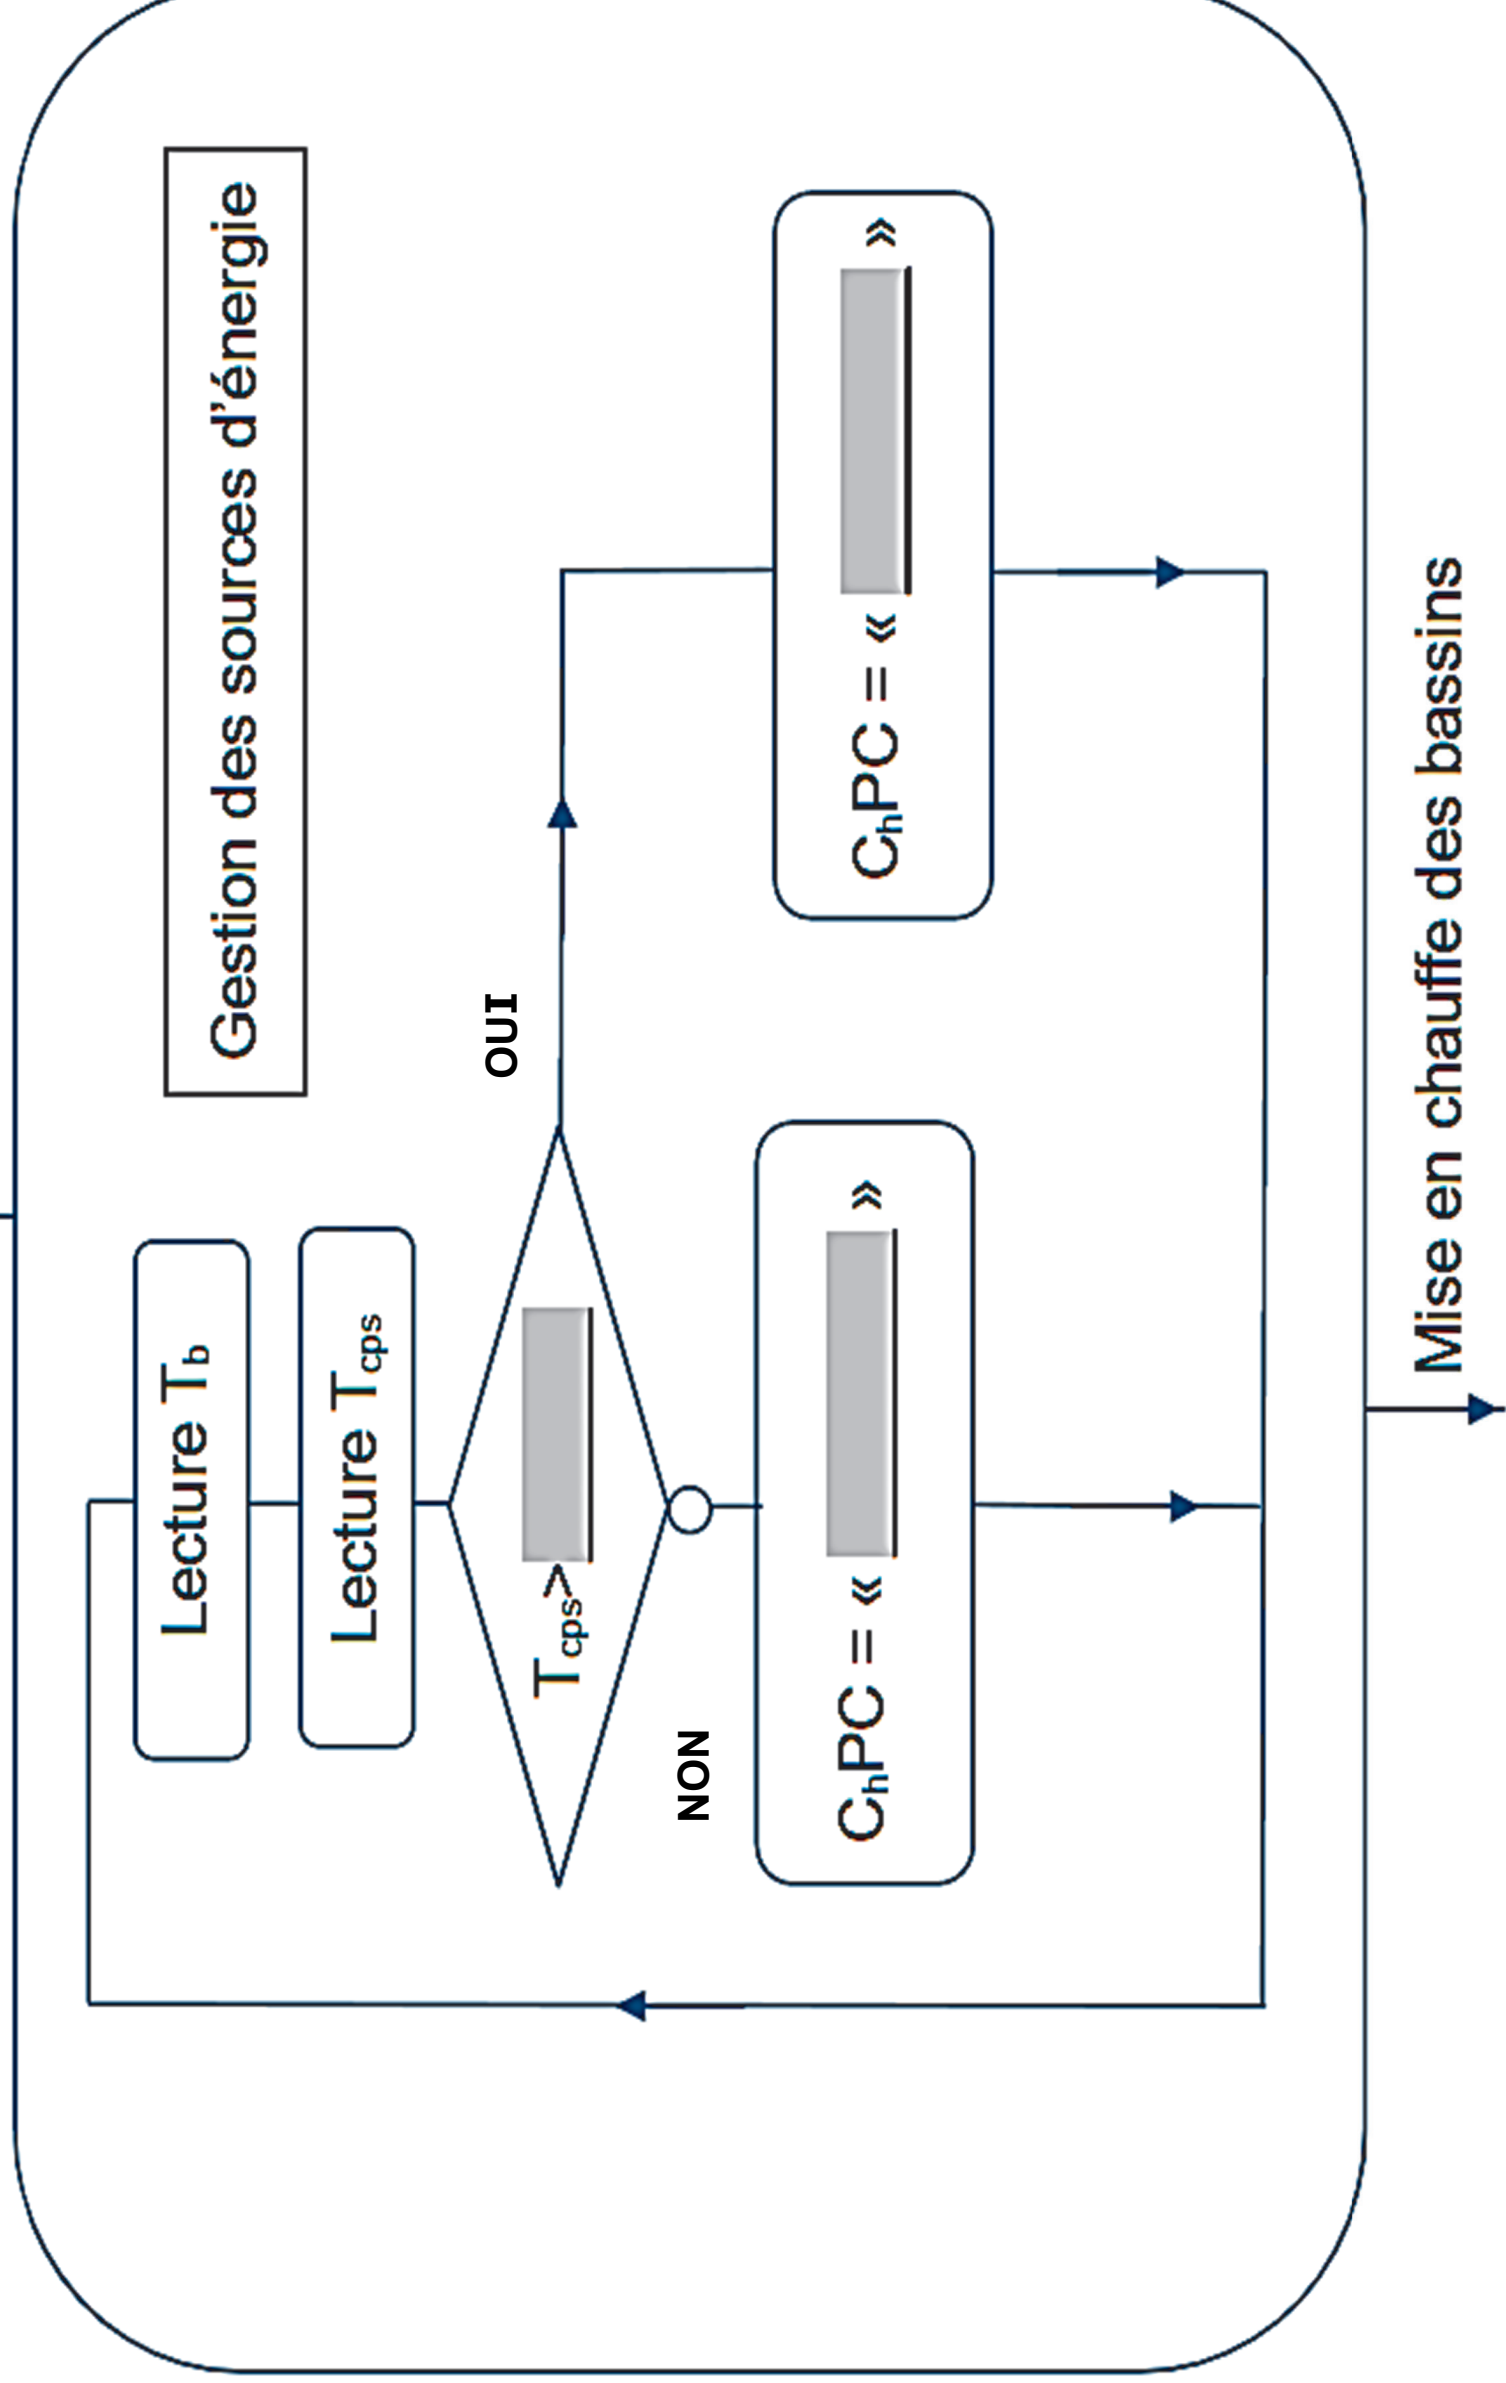 Gestion des sources d'énergie
Lecture Tb
Lecture Tcps
Tcps>
OUI
NON
ChPC = «   »
ChPC = «   »
Mise en chauffe des bassins